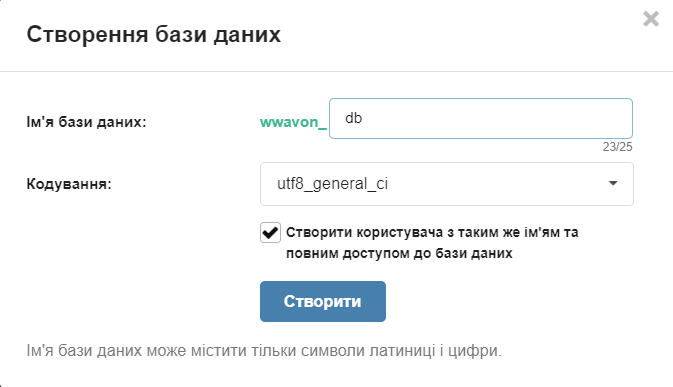 Створення бази даних
Ім'я бази даних: wwavon_ db
23/25
Кодування: utf8_general_ci
Створити користувача з таким же ім'ям та
повним доступом до бази даних
Створити
Ім'я бази даних може містити тільки символи латиниці і цифри.